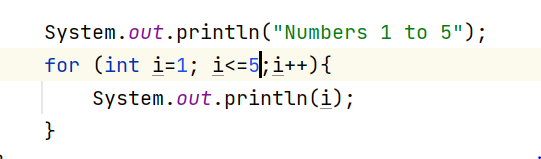 System.out.println("Numbers 1 to 5");
for (int i=1; i<=5;i++){
    System.out.println(i);
}